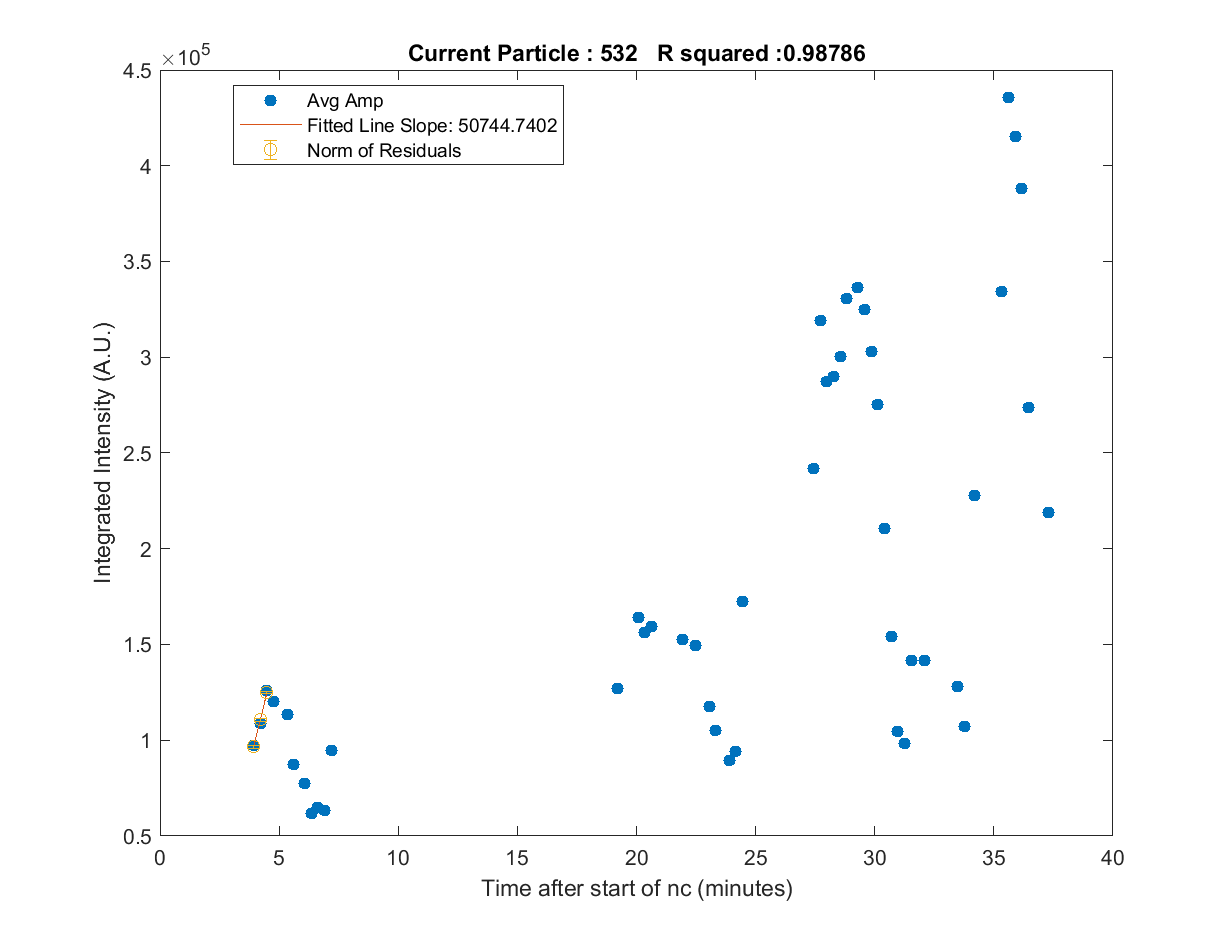 Current Particle : 532   R squared :0.98786
×10^5
4.5
4
3.5
3
2.5
2
1.5
1
0.5
Avg Amp
Fitted Line Slope: 50744.7402
Norm of Residuals
Integrated Intensity (A.U.)
0 5 10 15 20 25 30 35 40
Time after start of nc (minutes)